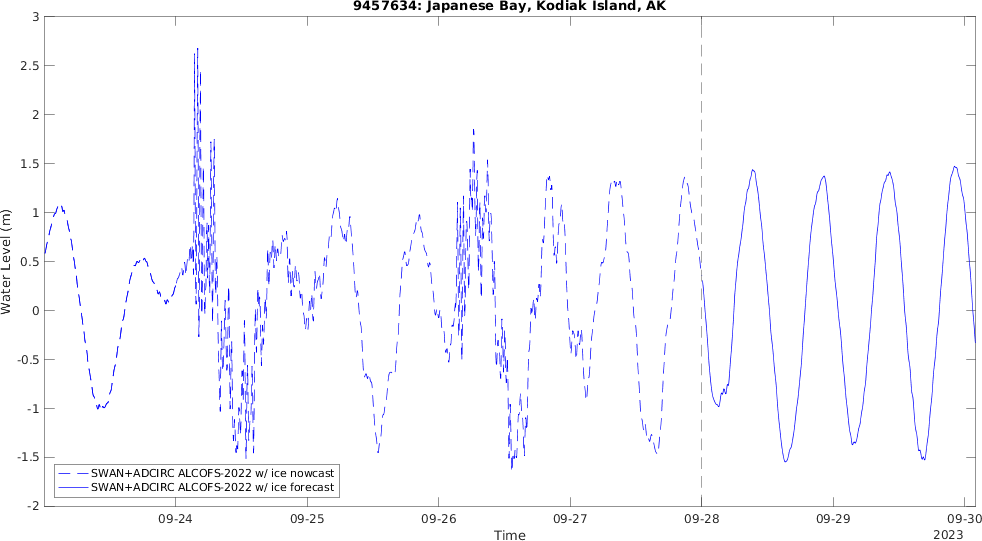 9457634: Japanese Bay, Kodiak Island, AK
3
2.5
2
1.5
1
0.5
0
-0.5
-1
-1.5
-2
Water Level (m)
SWAN+ADCIRC ALCOFS-2022 w/ ice nowcast
SWAN+ADCIRC ALCOFS-2022 w/ ice forecast
09-24 09-25 09-26 09-27 09-28 09-29 09-30
Time 2023